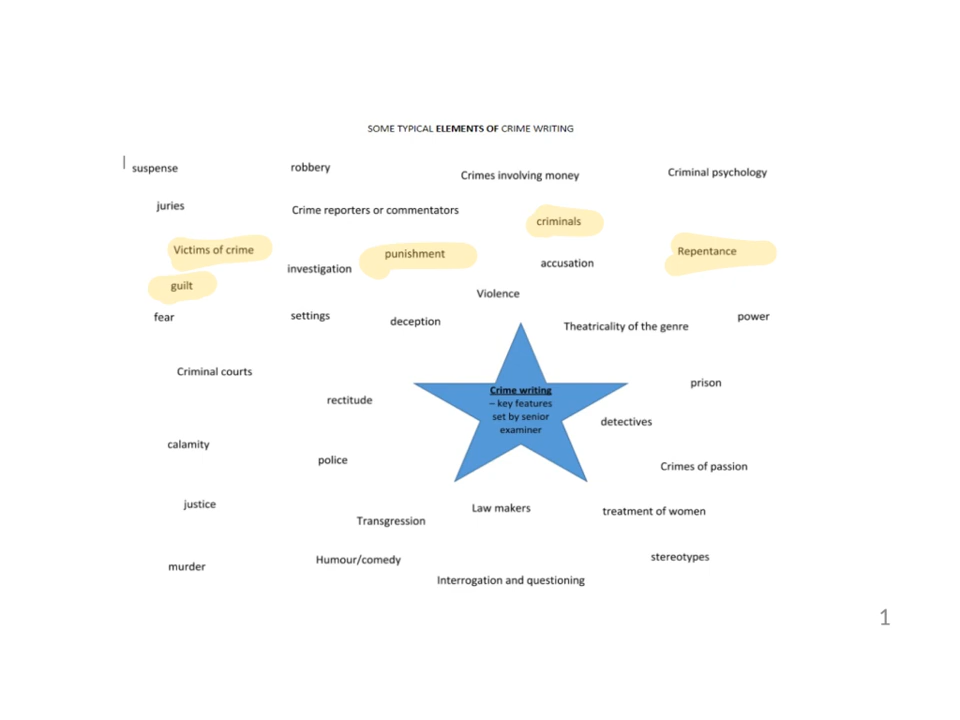 SOME TYPICAL ELEMENTS OF CRIME WRITING
suspense
robbery
Crimes involving money
Criminal psychology
juries
Crime reporters or commentators
criminals
Victims of crime
punishment
Repentance
investigation
accusation
guilt
Violence
fear
settings
deception
Theatricality of the genre
power
Criminal courts
prison
Crime writing
– key features
set by senior
examiner
rectitude
detectives
calamity
police
Crimes of passion
justice
Law makers
treatment of women
Transgression
murder
Humour/comedy
stereotypes
Interrogation and questioning
1